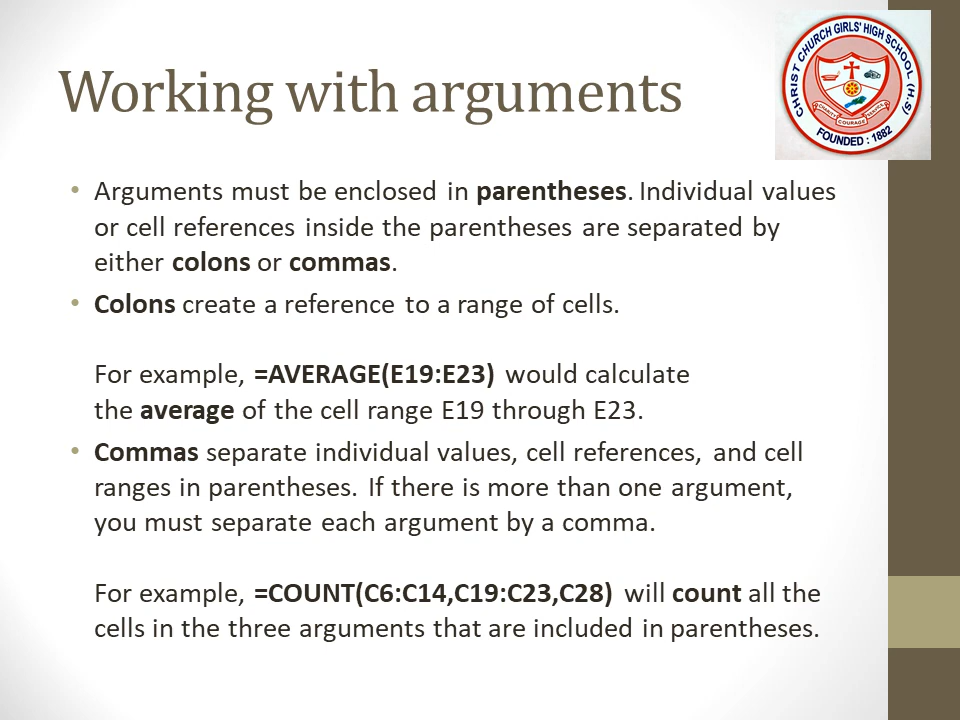 Working with arguments
CHRIST CHURCH GIRLS' HIGH SCHOOL (H.S)
CHARITY COURAGE SERVICE
FOUNDED : 1882
• Arguments must be enclosed in parentheses. Individual values
or cell references inside the parentheses are separated by
either colons or commas.
• Colons create a reference to a range of cells.
For example, =AVERAGE(E19:E23) would calculate
the average of the cell range E19 through E23.
• Commas separate individual values, cell references, and cell
ranges in parentheses. If there is more than one argument,
you must separate each argument by a comma.
For example, =COUNT(C6:C14,C19:C23,C28) will count all the
cells in the three arguments that are included in parentheses.